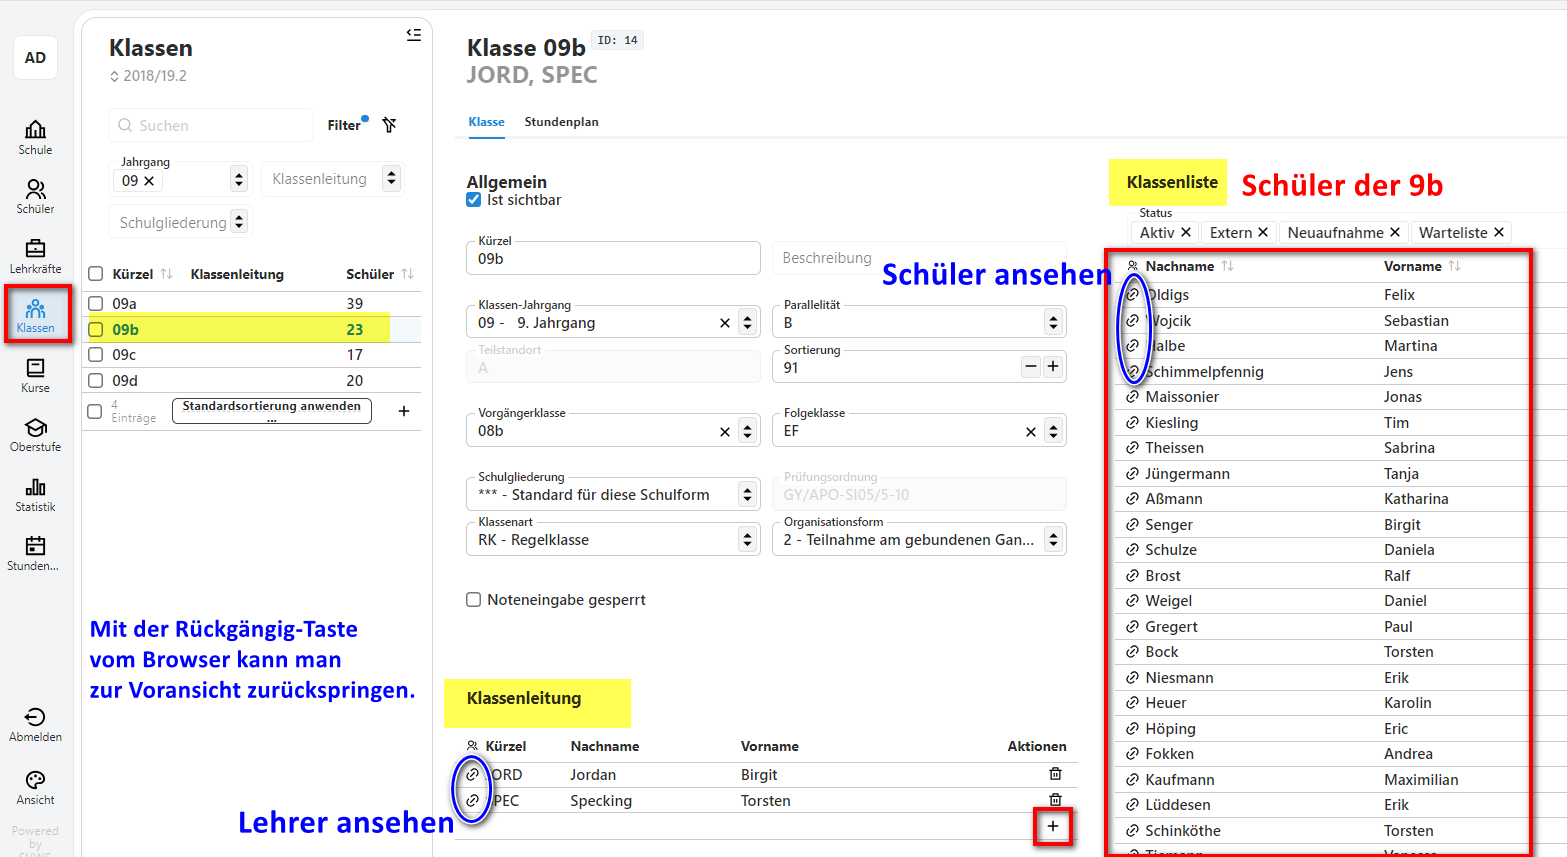 AD
Schule
Schüler
Lehrkräfte
Klassen
Kurse
Oberstufe
Statistik
Stunden...
Abmelden
Ansicht
Powered
by
Klassen
2018/19.2
Suchen
Filter
Jahrgang
09
Klassenleitung
Schulgliederung
Kürzel Klassenleitung Schüler
09a 39
09b 23
09c 17
09d 20
4
Einträge
Standardsortierung anwenden
...
Mit der Rückgängig-Taste
vom Browser kann man
zur Voransicht zurückspringen.
Klasse 09b ID: 14
JORD, SPEC
Klasse Stundenplan
Allgemein
Ist sichtbar
Kürzel
09b
Beschreibung
Klassen-Jahrgang
09 - 9. Jahrgang
Parallelität
B
Teilstandort
A
Sortierung
91
Vorgängerklasse
08b
Folgeklasse
EF
Schulgliederung
*** - Standard für diese Schulform
Prüfungsordnung
GY/APO-SI05/5-10
Klassenart
RK - Regelklasse
Organisationsform
2 - Teilnahme am gebundenen Gan...
Noteneingabe gesperrt
Klassenleitung
Kürzel Nachname Vorname Aktionen
JORD Jordan Birgit
SPEC Specking Torsten
Lehrer ansehen
Klassenliste Schüler der 9b
Status
Aktiv Extern Neuaufnahme Warteliste
Schüler ansehen
Nachname Vorname
Oldigs Felix
Wojcik Sebastian
Halbe Martina
Schimmelpfennig Jens
Maissonier Jonas
Kiesling Tim
Theissen Sabrina
Jüngermann Tanja
Aßmann Katharina
Senger Birgit
Schulze Daniela
Brost Ralf
Weigel Daniel
Gregert Paul
Bock Torsten
Niesmann Erik
Heuer Karolin
Höping Eric
Fokken Andrea
Kaufmann Maximilian
Lüddesen Erik
Schinköthe Torsten